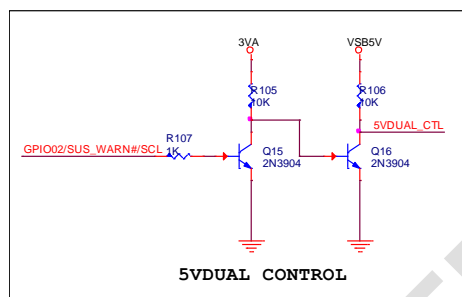 3VA
VSB5V
R105
10K
R106
10K
5VDUAL_CTL
GPIO02/SUS_WARN#/SCL
R107
1K
Q15
2N3904
Q16
2N3904
5VDUAL CONTROL